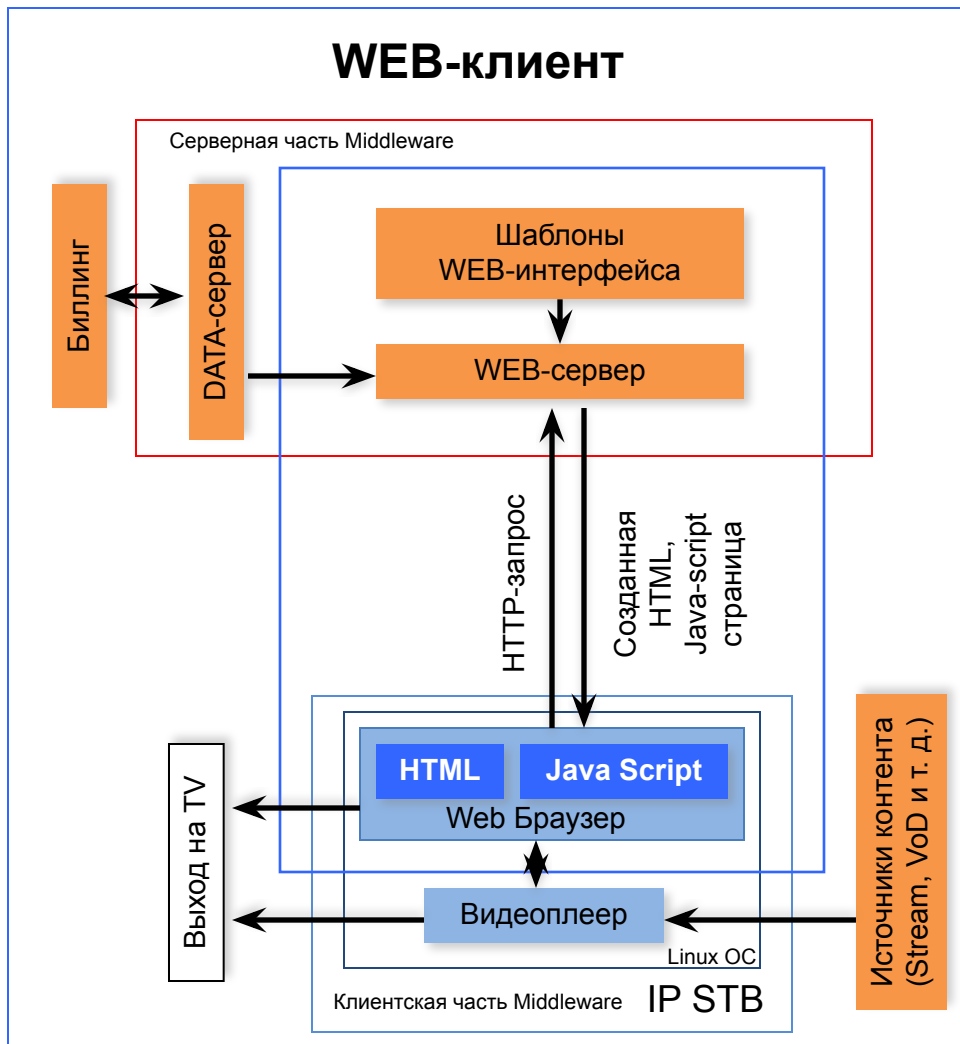 WEB-клиент
Серверная часть Middleware
Биллинг
DATA-сервер
Шаблоны
WEB-интерфейса
WEB-сервер
HTTP-запрос
Созданная
HTML,
Java-script
страница
HTML
Java Script
Web Браузер
Выход на TV
Видеоплеер
Источники контента
(Stream, VoD и т. д.)
Linux ОС
Клиентская часть Middleware
IP STB